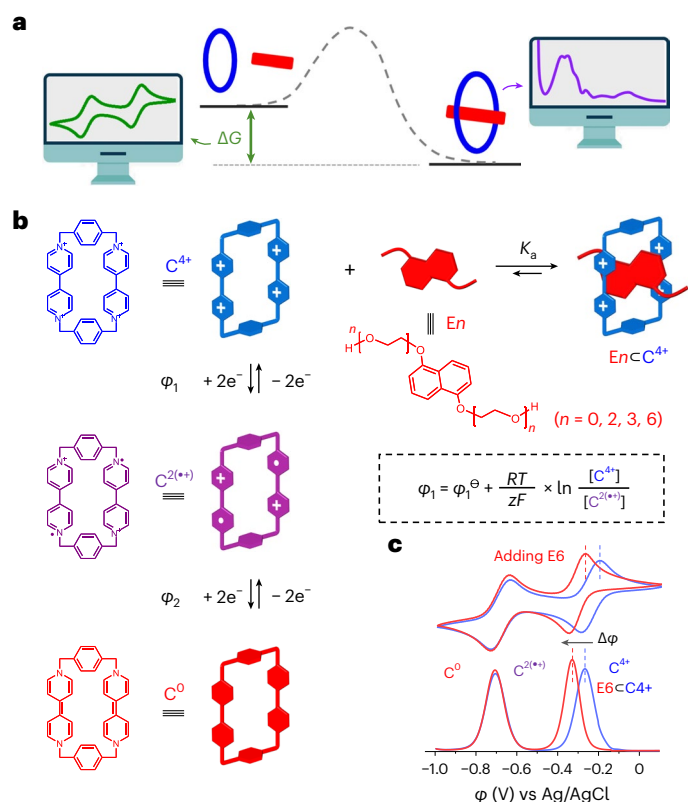 a
ΔG
b
C⁴⁺
+
Kₐ
N⁺
N⁺
N⁺
N⁺
+
+
+
+
+
+
+
+
En
En⊂C⁴⁺
φ₁ + 2e⁻ − 2e⁻
n
H
O
O
O
O
H
n
(n = 0, 2, 3, 6)
C²⁽•⁺⁾
N⁺
N•
N•
N⁺
+
•
•
+
φ₁ = φ₁⊖ + RT/zF × ln [C⁴⁺]/[C²⁽•⁺⁾]
φ₂ + 2e⁻ − 2e⁻
C⁰
N
N
N
N
c
Adding E6
Δφ
C⁰
C²⁽•⁺⁾
C⁴⁺
E6⊂C4+
−1.0 −0.8 −0.6 −0.4 −0.2 0
φ (V) vs Ag/AgCl